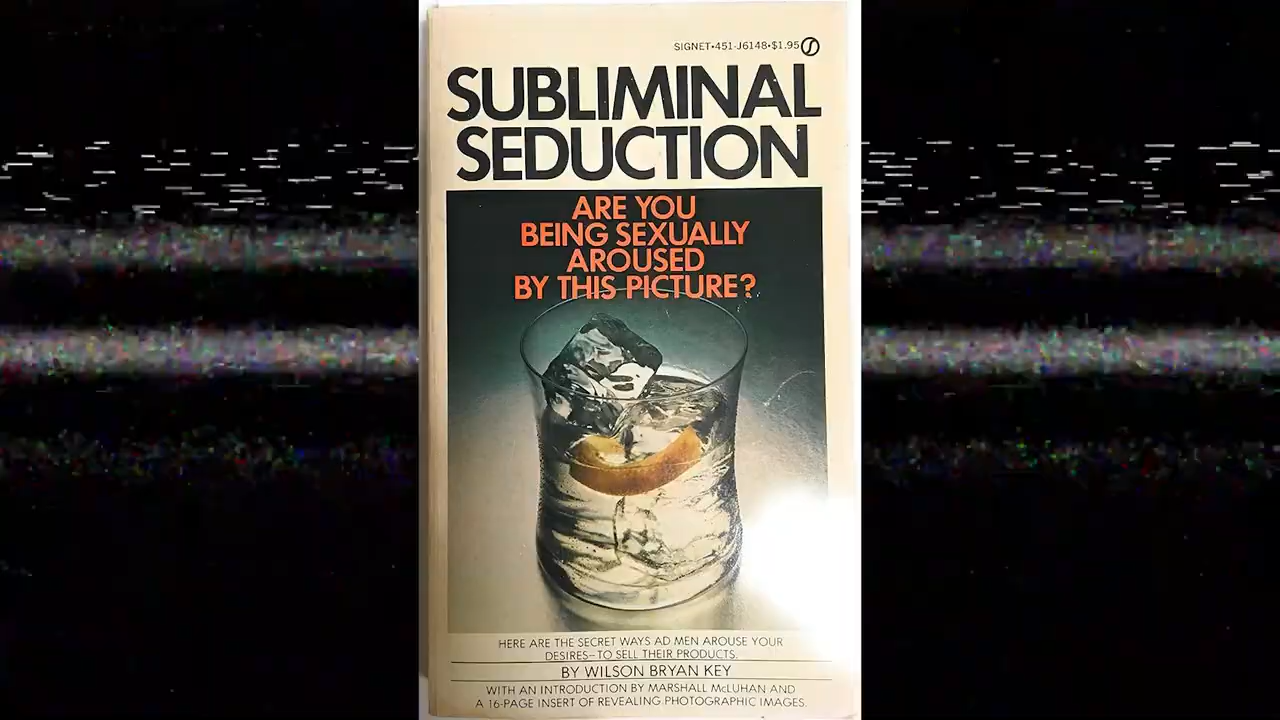 SIGNET•451-J6148•$1.95
SUBLIMINAL
SEDUCTION
ARE YOU
BEING SEXUALLY
AROUSED
BY THIS PICTURE?
HERE ARE THE SECRET WAYS AD MEN AROUSE YOUR
DESIRES–TO SELL THEIR PRODUCTS.
BY WILSON BRYAN KEY
WITH AN INTRODUCTION BY MARSHALL McLUHAN AND
A 16-PAGE INSERT OF REVEALING PHOTOGRAPHIC IMAGES.